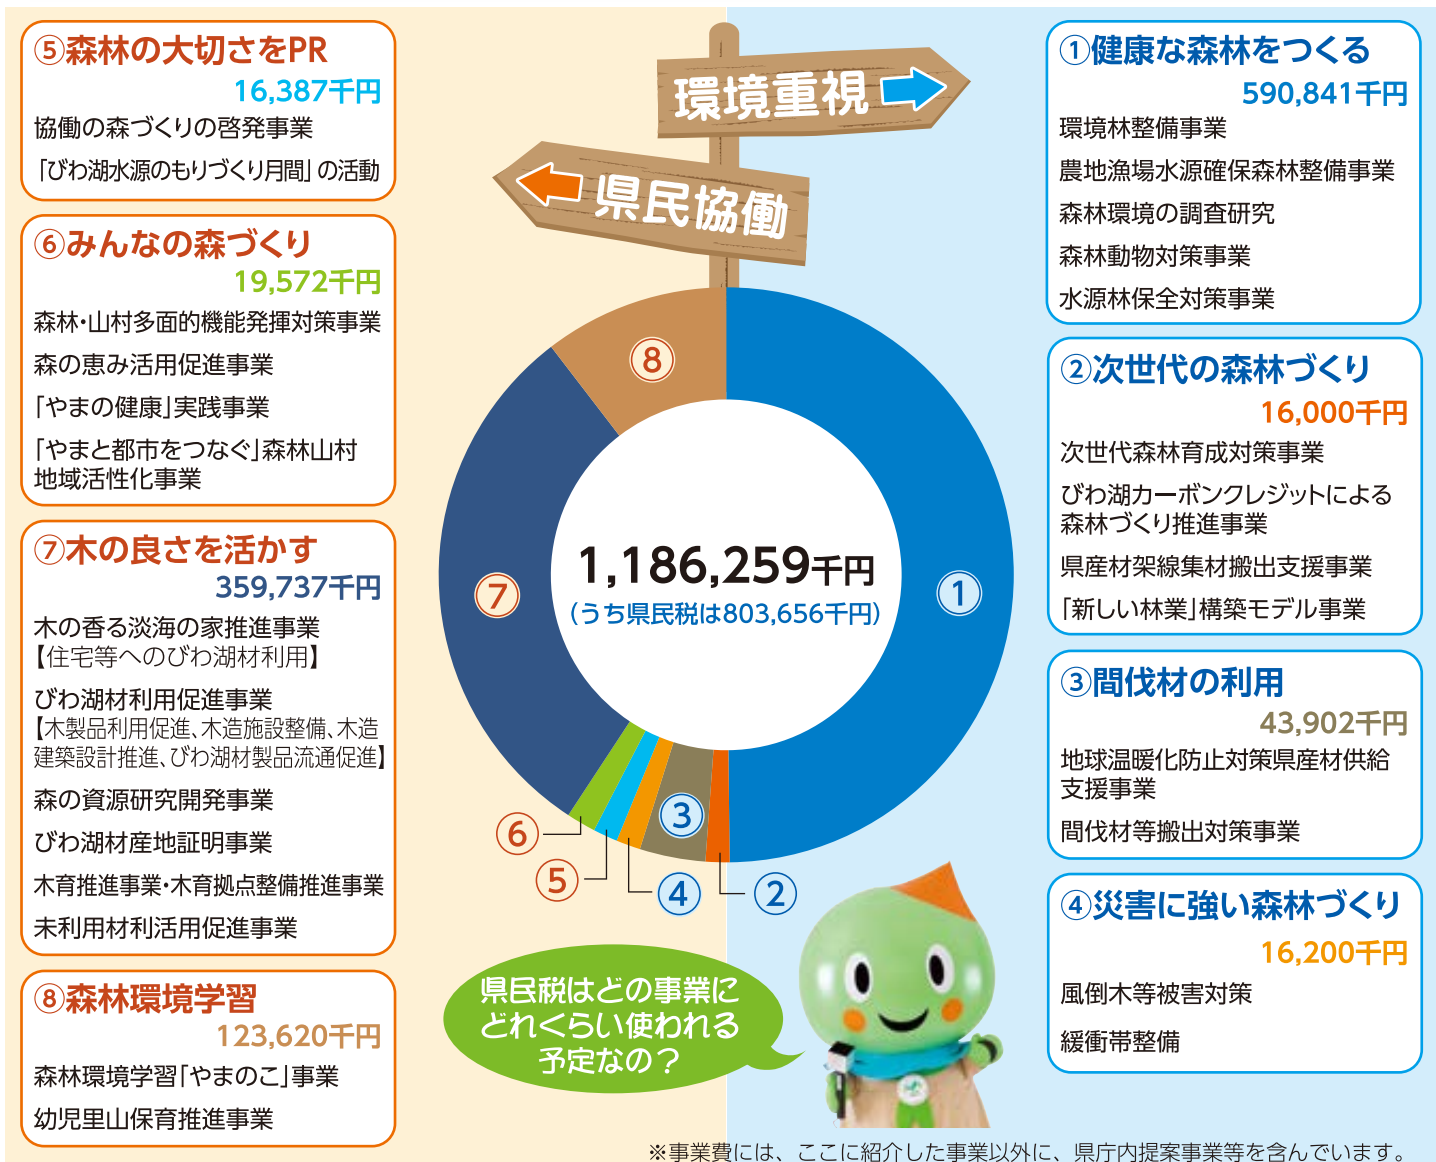 ⑤森林の大切さをPR
16,387千円
協働の森づくりの啓発事業
「びわ湖水源のもりづくり月間」の活動
⑥みんなの森づくり
19,572千円
森林・山村多面的機能発揮対策事業
森の恵み活用促進事業
「やまの健康」実践事業
「やまと都市をつなぐ」森林山村
地域活性化事業
⑦木の良さを活かす
359,737千円
木の香る淡海の家推進事業
【住宅等へのびわ湖材利用】
びわ湖材利用促進事業
【木製品利用促進、木造施設整備、木造
建築設計推進、びわ湖材製品流通促進】
森の資源研究開発事業
びわ湖材産地証明事業
木育推進事業・木育拠点整備推進事業
未利用材利活用促進事業
⑧森林環境学習
123,620千円
森林環境学習「やまのこ」事業
幼児里山保育推進事業
環境重視
県民協働
⑧
⑦
①
1,186,259千円
（うち県民税は803,656千円）
③
⑥
⑤
④
②
県民税はどの事業に
どれくらい使われる
予定なの？
①健康な森林をつくる
590,841千円
環境林整備事業
農地漁場水源確保森林整備事業
森林環境の調査研究
森林動物対策事業
水源林保全対策事業
②次世代の森林づくり
16,000千円
次世代森林育成対策事業
びわ湖カーボンクレジットによる
森林づくり推進事業
県産材架線集材搬出支援事業
「新しい林業」構築モデル事業
③間伐材の利用
43,902千円
地球温暖化防止対策県産材供給
支援事業
間伐材等搬出対策事業
④災害に強い森林づくり
16,200千円
風倒木等被害対策
緩衝帯整備
※事業費には、ここに紹介した事業以外に、県庁内提案事業等を含んでいます。